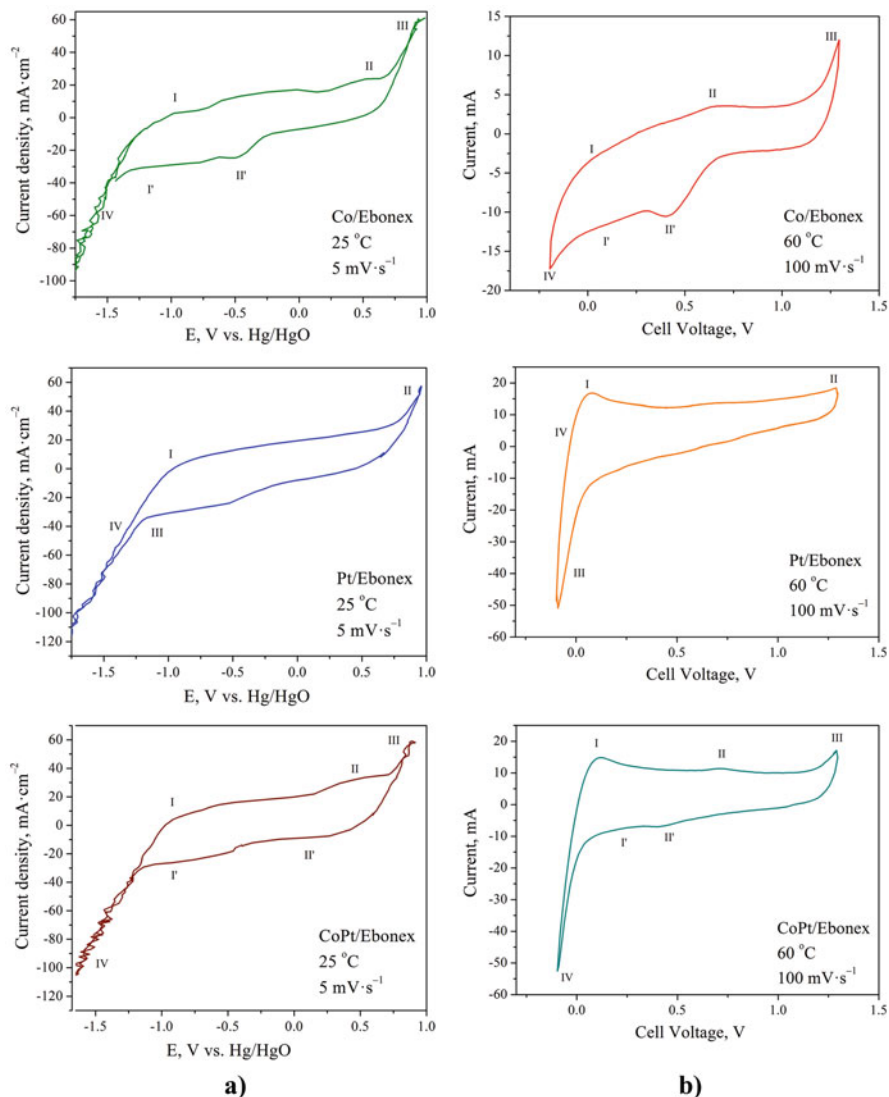 Current density, mA·cm⁻²
60
40
20
0
-20
-40
-60
-80
-100
I
II
III
I'
II'
IV
Co/Ebonex
25 °C
5 mV·s⁻¹
-1.5
-1.0
-0.5
0.0
0.5
1.0
E, V vs. Hg/HgO
Current, mA
15
10
5
0
-5
-10
-15
-20
I
II
III
I'
II'
IV
Co/Ebonex
60 °C
100 mV·s⁻¹
0.0
0.5
1.0
1.5
Cell Voltage, V
Current density, mA·cm⁻²
80
60
40
20
0
-20
-40
-60
-80
-100
-120
I
II
IV
III
Pt/Ebonex
25 °C
5 mV·s⁻¹
-1.5
-1.0
-0.5
0.0
0.5
1.0
E, V vs. Hg/HgO
Current, mA
20
10
0
-10
-20
-30
-40
-50
-60
I
II
IV
III
Pt/Ebonex
60 °C
100 mV·s⁻¹
0.0
0.5
1.0
1.5
Cell Voltage, V
Current density, mA·cm⁻²
60
40
20
0
-20
-40
-60
-80
-100
-120
I
II
III
I'
II'
IV
CoPt/Ebonex
25 °C
5 mV·s⁻¹
-1.5
-1.0
-0.5
0.0
0.5
1.0
E, V vs. Hg/HgO
Current, mA
20
10
0
-10
-20
-30
-40
-50
-60
I
II
III
I'
II'
IV
CoPt/Ebonex
60 °C
100 mV·s⁻¹
0.0
0.5
1.0
1.5
Cell Voltage, V
a)
b)